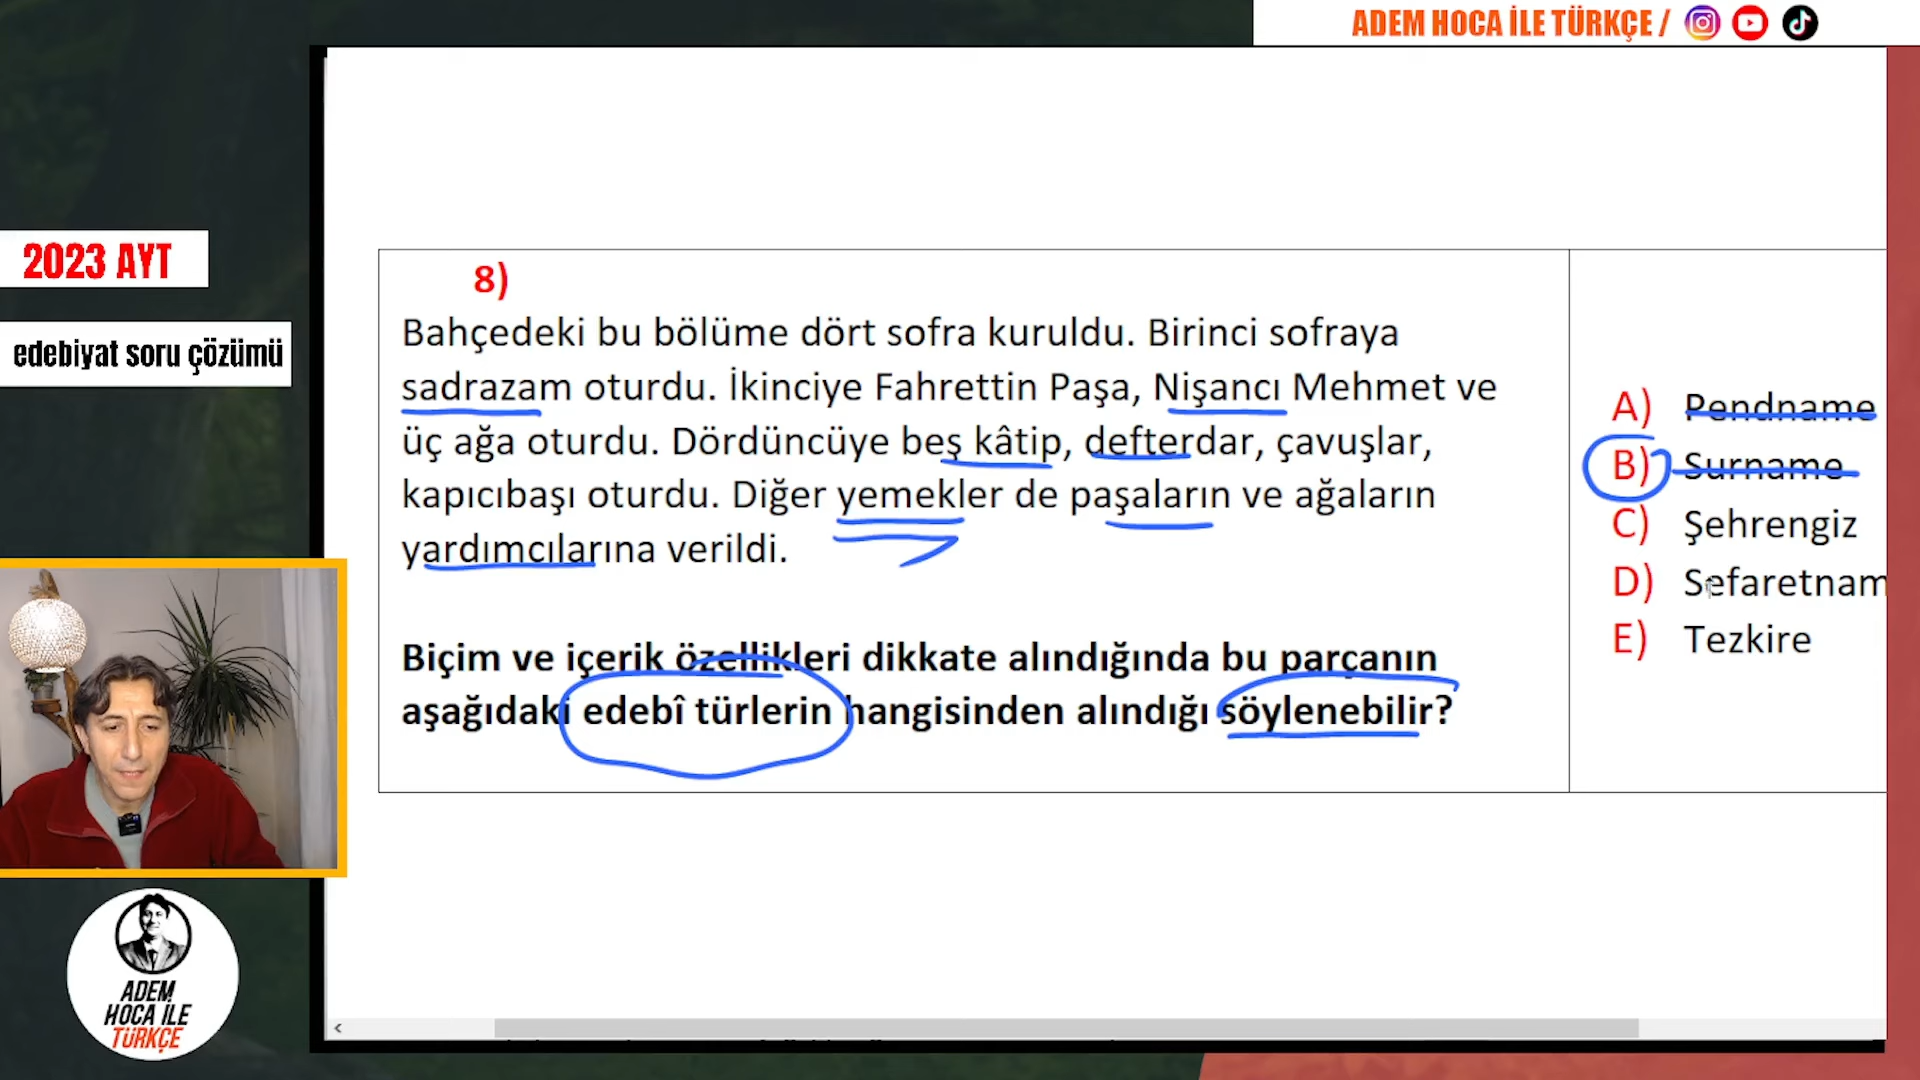 ADEM HOCA İLE TÜRKÇE /
2023 AYT
edebiyat soru çözümü
8)
Bahçedeki bu bölüme dört sofra kuruldu. Birinci sofraya
sadrazam oturdu. İkinciye Fahrettin Paşa, Nişancı Mehmet ve
üç ağa oturdu. Dördüncüye beş kâtip, defterdar, çavuşlar,
kapıcıbaşı oturdu. Diğer yemekler de paşaların ve ağaların
yardımcılarına verildi.
Biçim ve içerik özellikleri dikkate alındığında bu parçanın
aşağıdaki edebî türlerin hangisinden alındığı söylenebilir?
A) Pendname
B) Surname
C) Şehrengiz
D) Sefaretnam
E) Tezkire
ADEM
HOCA İLE
TÜRKÇE